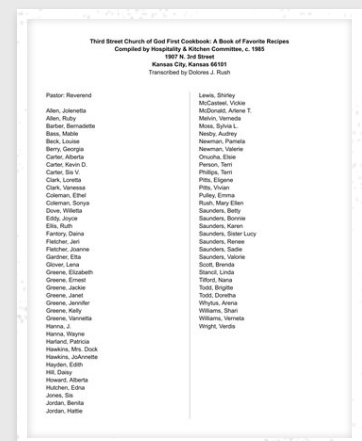 Third Street Church of God First Cookbook: A Book of Favorite Recipes
Compiled by Hospitality & Kitchen Committee, c. 1985
1907 N. 3rd Street
Kansas City, Kansas 66101
Transcribed by Dolores J. Rush
Pastor: Reverend
Allen, Jolenetta
Allen, Ruby
Barber, Bernadette
Bass, Mable
Beck, Louise
Berry, Georgia
Carter, Alberta
Carter, Kevin D.
Carter, Sis V.
Clark, Loretta
Clark, Vanessa
Coleman, Ethel
Coleman, Sonya
Dove, Willetta
Eddy, Joyce
Ellis, Ruth
Fantory, Daina
Fletcher, Jeri
Fletcher, Joanne
Gardner, Etta
Glover, Lena
Greene, Elizabeth
Greene, Ernest
Greene, Jackie
Greene, Janet
Greene, Jennifer
Greene, Kelly
Greene, Vannetta
Hanna, J.
Hanna, Wayne
Harland, Patricia
Hawkins, Mrs. Dock
Hawkins, JoAnnette
Hayden, Edith
Hill, Daisy
Howard, Alberta
Hutchen, Edna
Jones, Sis
Jordan, Benita
Jordan, Hattie
Lewis, Shirley
McCasteel, Vickie
McDonald, Arlene T.
Melvin, Verneda
Moss, Sylvia L.
Nesby, Audrey
Newman, Pamela
Newman, Valerie
Onuoha, Elsie
Person, Terri
Phillips, Terri
Pitts, Eligene
Pitts, Vivian
Pulley, Emma
Rush, Mary Ellen
Saunders, Betty
Saunders, Bonnie
Saunders, Karen
Saunders, Sister Lucy
Saunders, Renee
Saunders, Sadie
Saunders, Valorie
Scott, Brenda
Stancil, Linda
Tilford, Nana
Todd, Brigitte
Todd, Doretha
Whylus, Arena
Williams, Shari
Williams, Verneta
Wright, Verdis